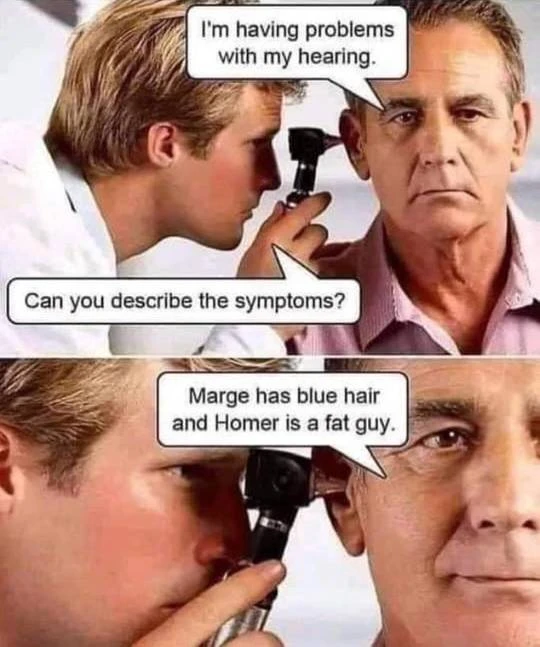 I'm having problems
with my hearing.
Can you describe the symptoms?
Marge has blue hair
and Homer is a fat guy.